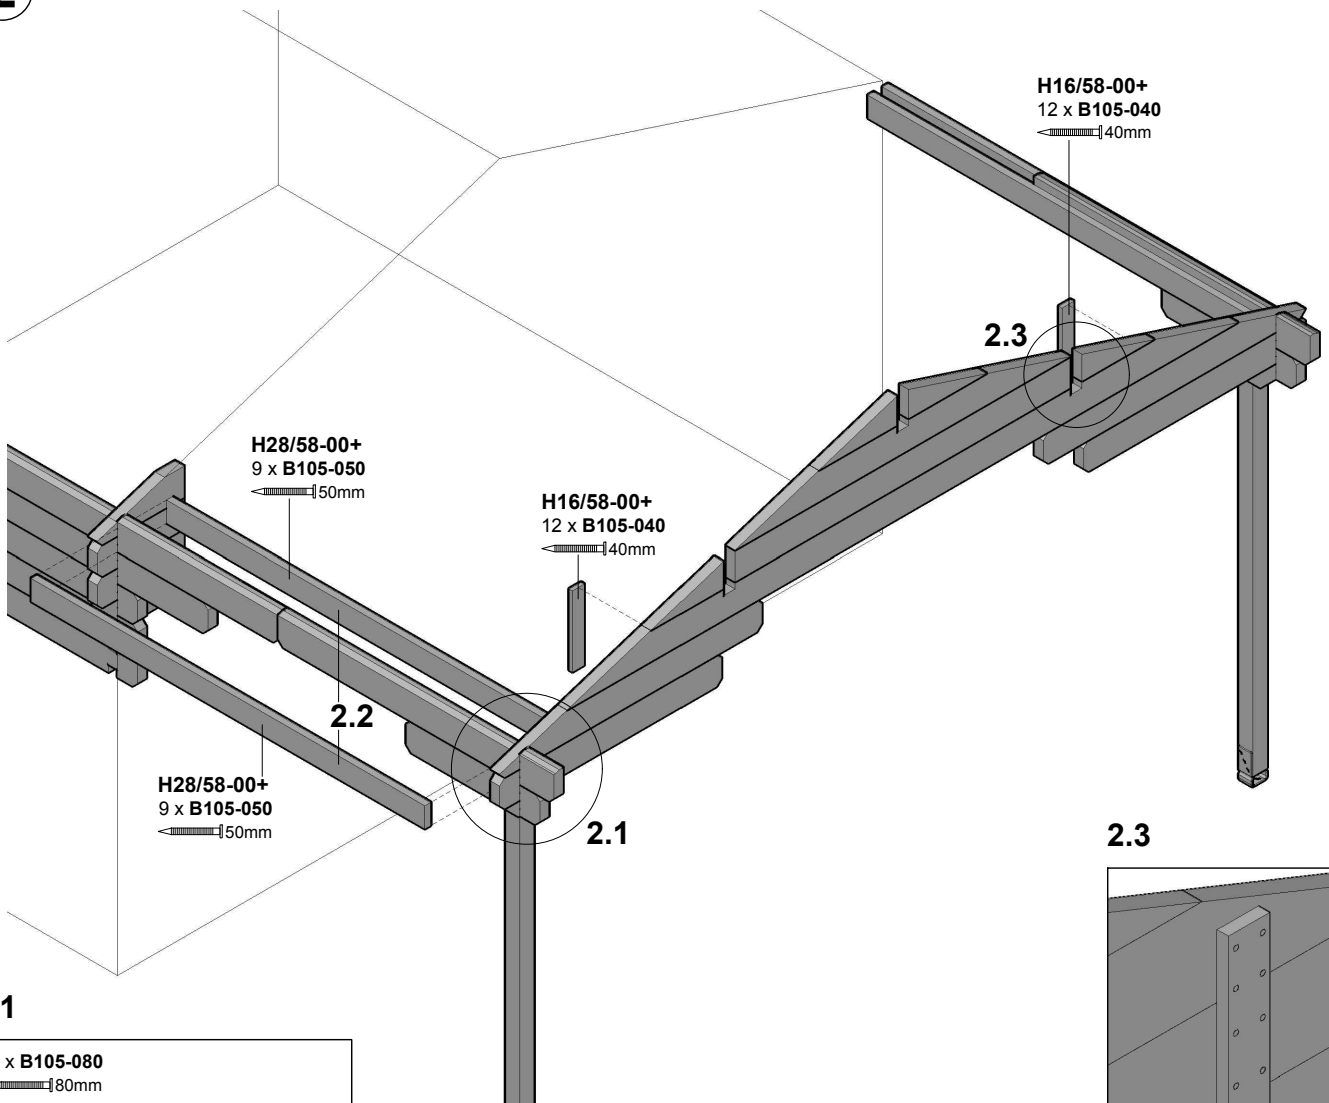 H16/58-00+
12 x B105-040
40mm
2.3
H28/58-00+
9 x B105-050
50mm
H16/58-00+
12 x B105-040
40mm
2.2
H28/58-00+
9 x B105-050
50mm
2.1
2.3
1
x B105-080
80mm